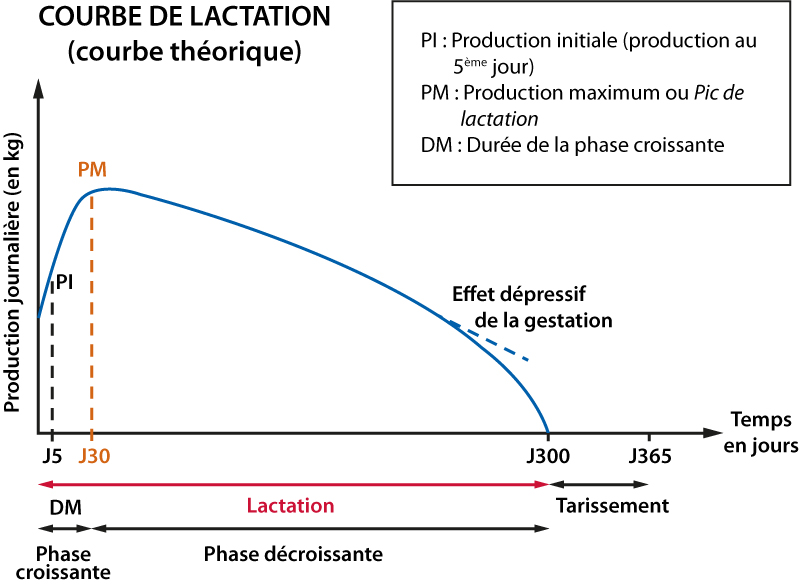 COURBE DE LACTATION
(courbe théorique)
PI : Production initiale (production au
5ème jour)
PM : Production maximum ou Pic de
lactation
DM : Durée de la phase croissante
Production journalière (en kg)
PM
PI
Effet dépressif
de la gestation
Temps
en jours
J5
J30
J300
J365
DM
Lactation
Tarissement
Phase
croissante
Phase décroissante